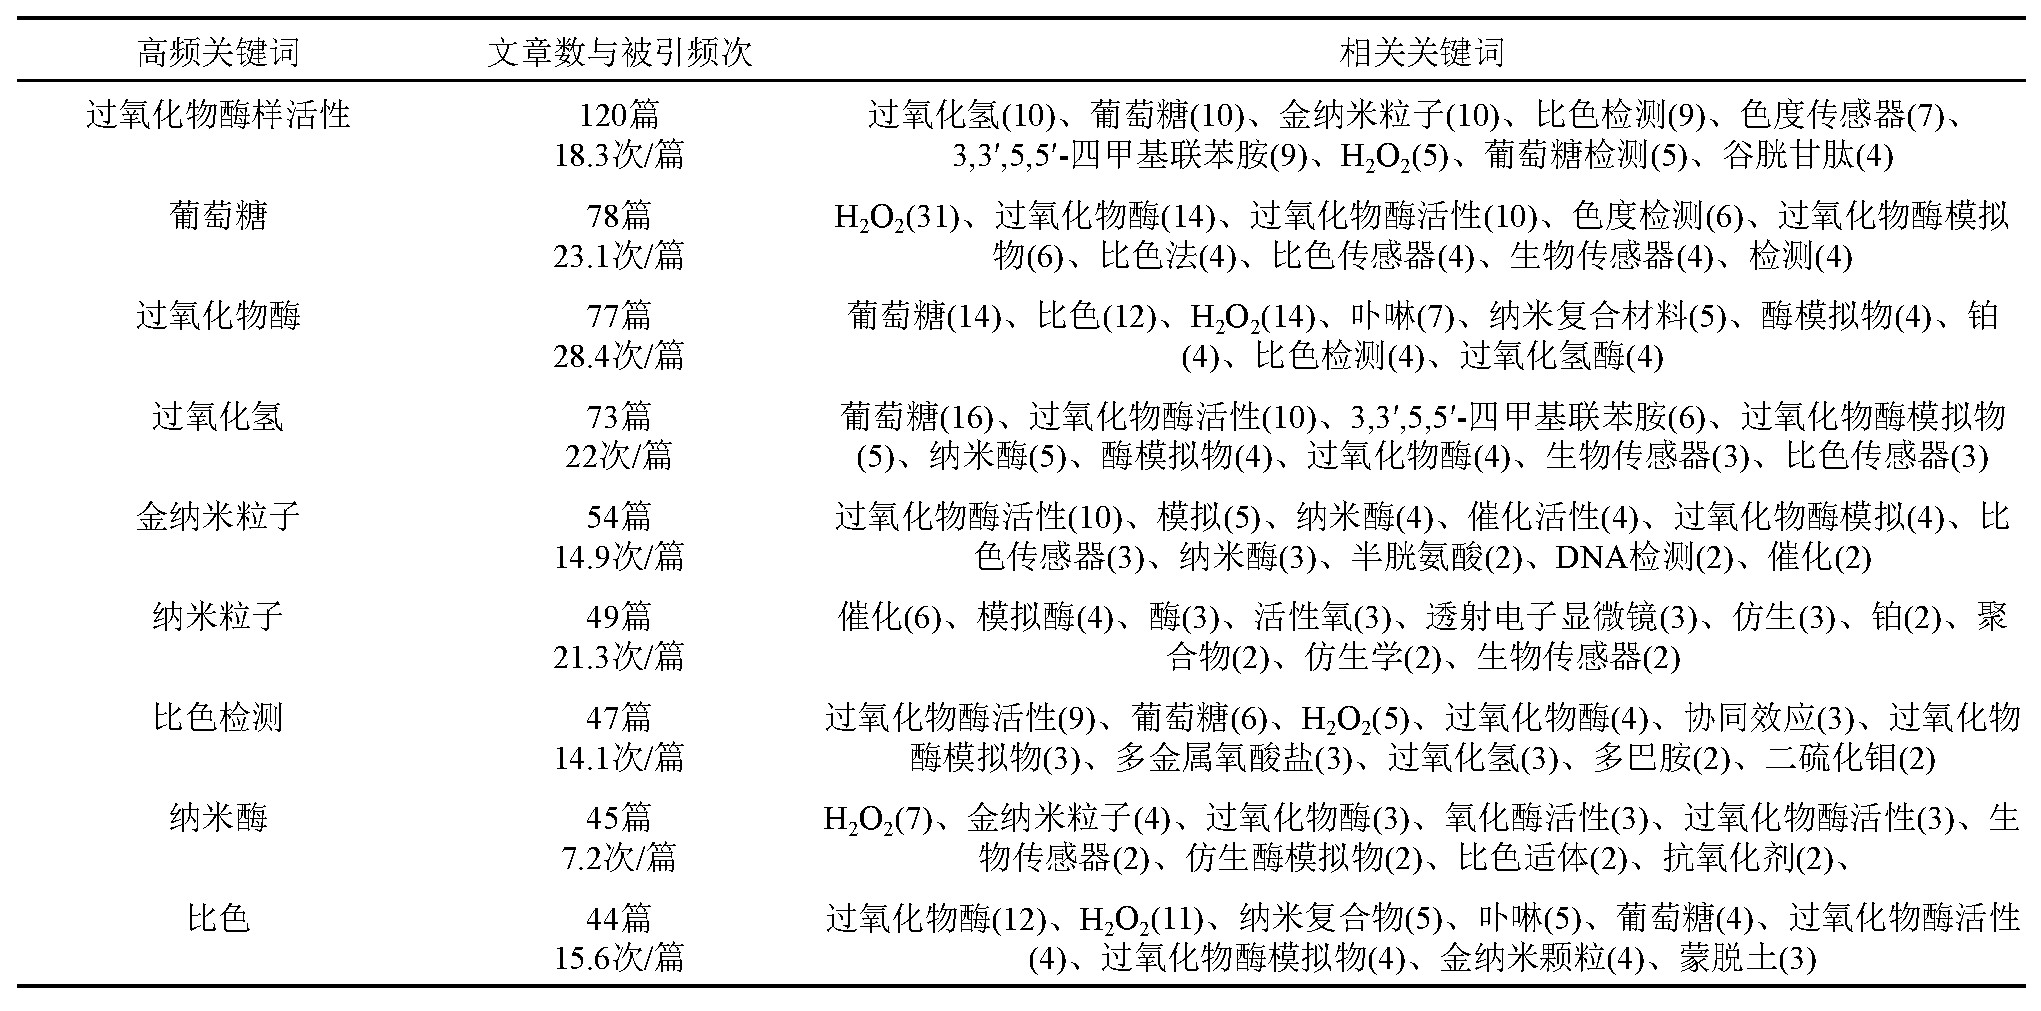 高频关键词 文章数与被引频次 相关关键词
过氧化物酶样活性 120篇 过氧化氢(10)、葡萄糖(10)、金纳米粒子(10)、比色检测(9)、色度传感器(7)、
18.3次/篇 3,3′,5,5′-四甲基联苯胺(9)、H₂O₂(5)、葡萄糖检测(5)、谷胱甘肽(4)
葡萄糖 78篇 H₂O₂(31)、过氧化物酶(14)、过氧化物酶活性(10)、色度检测(6)、过氧化物酶模拟
23.1次/篇 物(6)、比色法(4)、比色传感器(4)、生物传感器(4)、检测(4)
过氧化物酶 77篇 葡萄糖(14)、比色(12)、H₂O₂(14)、卟啉(7)、纳米复合材料(5)、酶模拟物(4)、铂
28.4次/篇 (4)、比色检测(4)、过氧化氢酶(4)
过氧化氢 73篇 葡萄糖(16)、过氧化物酶活性(10)、3,3′,5,5′-四甲基联苯胺(6)、过氧化物酶模拟物
22次/篇 (5)、纳米酶(5)、酶模拟物(4)、过氧化物酶(4)、生物传感器(3)、比色传感器(3)
金纳米粒子 54篇 过氧化物酶活性(10)、模拟(5)、纳米酶(4)、催化活性(4)、过氧化物酶模拟(4)、比
14.9次/篇 色传感器(3)、纳米酶(3)、半胱氨酸(2)、DNA检测(2)、催化(2)
纳米粒子 49篇 催化(6)、模拟酶(4)、酶(3)、活性氧(3)、透射电子显微镜(3)、仿生(3)、铂(2)、聚
21.3次/篇 合物(2)、仿生学(2)、生物传感器(2)
比色检测 47篇 过氧化物酶活性(9)、葡萄糖(6)、H₂O₂(5)、过氧化物酶(4)、协同效应(3)、过氧化物
14.1次/篇 酶模拟物(3)、多金属氧酸盐(3)、过氧化氢(3)、多巴胺(2)、二硫化钼(2)
纳米酶 45篇 H₂O₂(7)、金纳米粒子(4)、过氧化物酶(3)、氧化酶活性(3)、过氧化物酶活性(3)、生
7.2次/篇 物传感器(2)、仿生酶模拟物(2)、比色适体(2)、抗氧化剂(2)、
比色 44篇 过氧化物酶(12)、H₂O₂(11)、纳米复合物(5)、卟啉(5)、葡萄糖(4)、过氧化物酶活性
15.6次/篇 (4)、过氧化物酶模拟物(4)、金纳米颗粒(4)、蒙脱土(3)